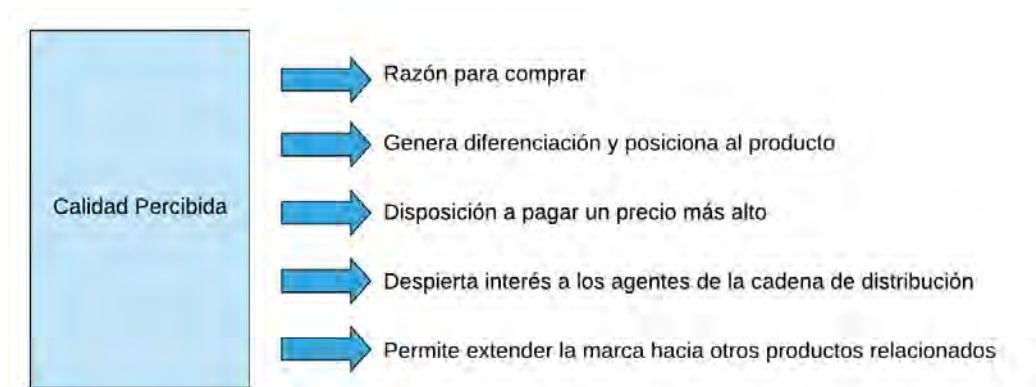 Razón para comprar
Genera diferenciación y posiciona al producto
Calidad Percibida
Disposición a pagar un precio más alto
Despierta interés a los agentes de la cadena de distribución
Permite extender la marca hacia otros productos relacionados